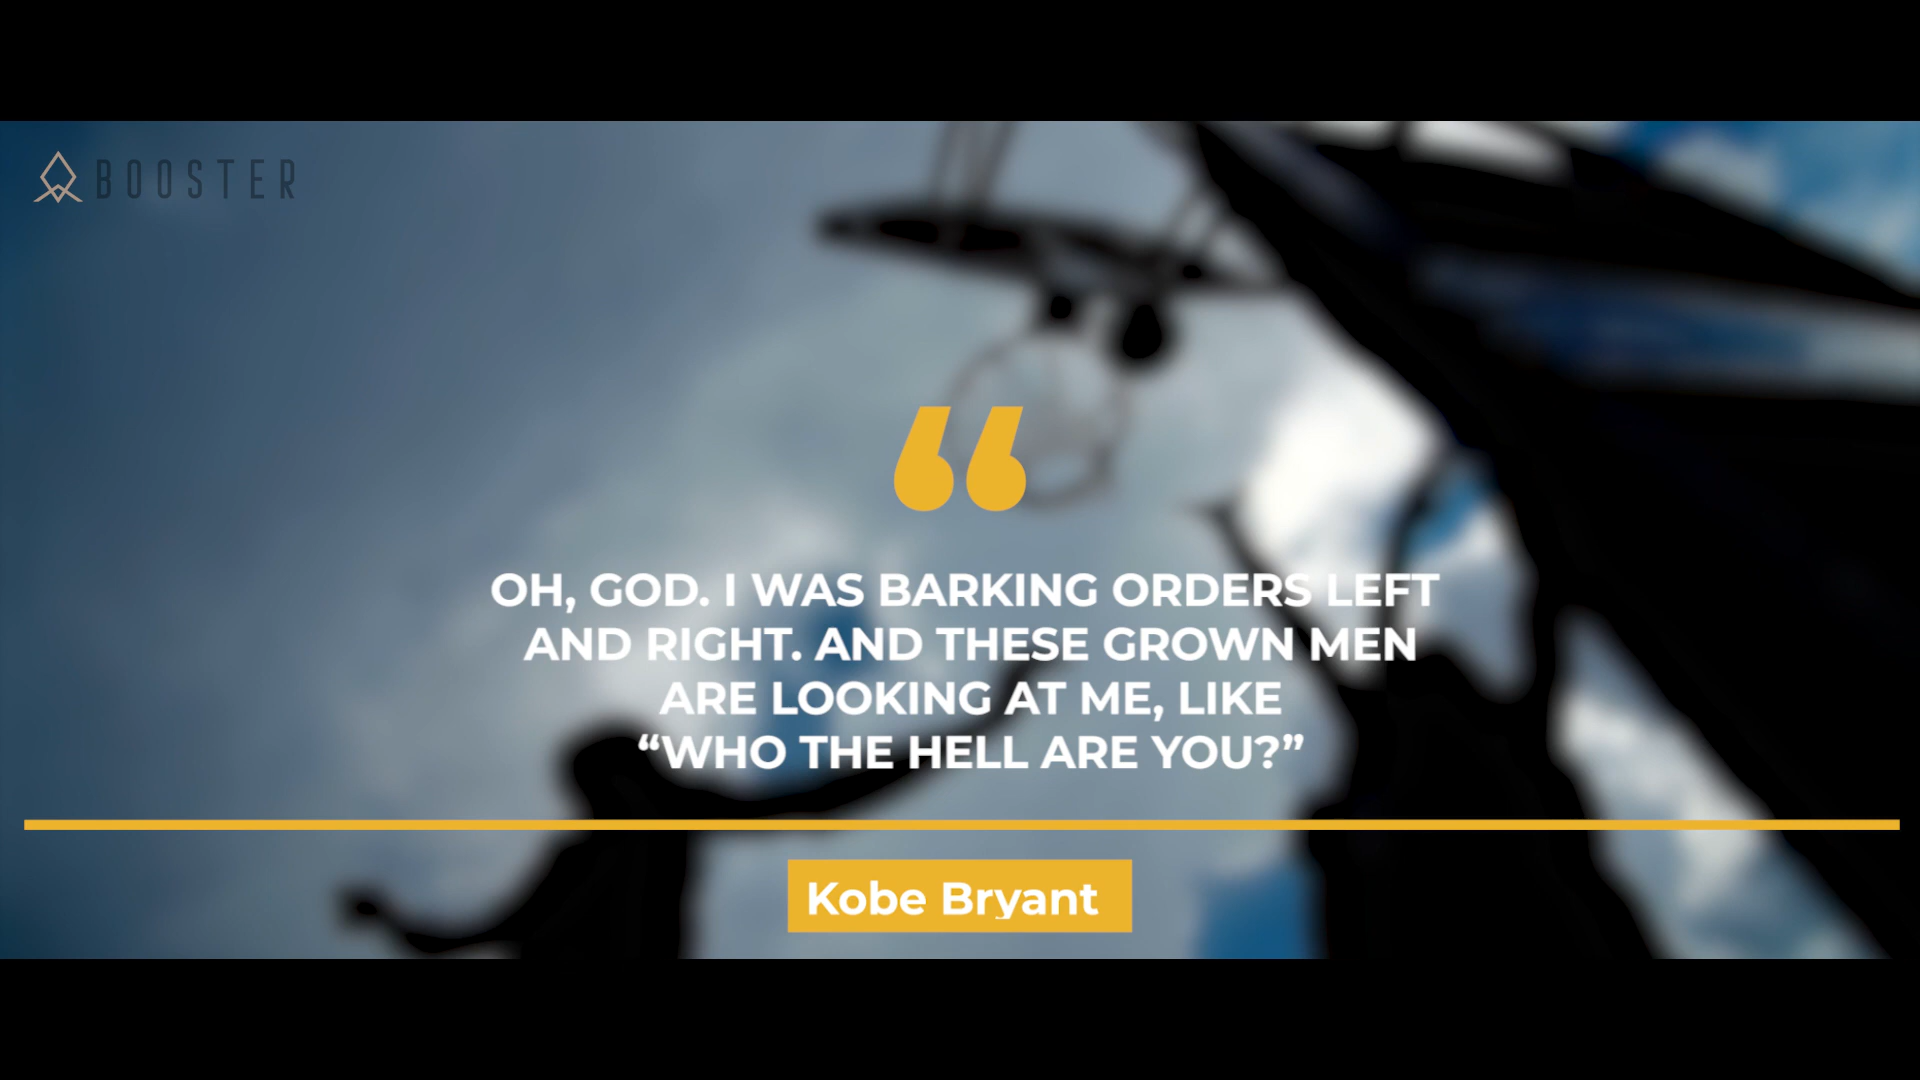 BOOSTER
“
OH, GOD. I WAS BARKING ORDERS LEFT
AND RIGHT. AND THESE GROWN MEN
ARE LOOKING AT ME, LIKE
“WHO THE HELL ARE YOU?”
Kobe Bryant